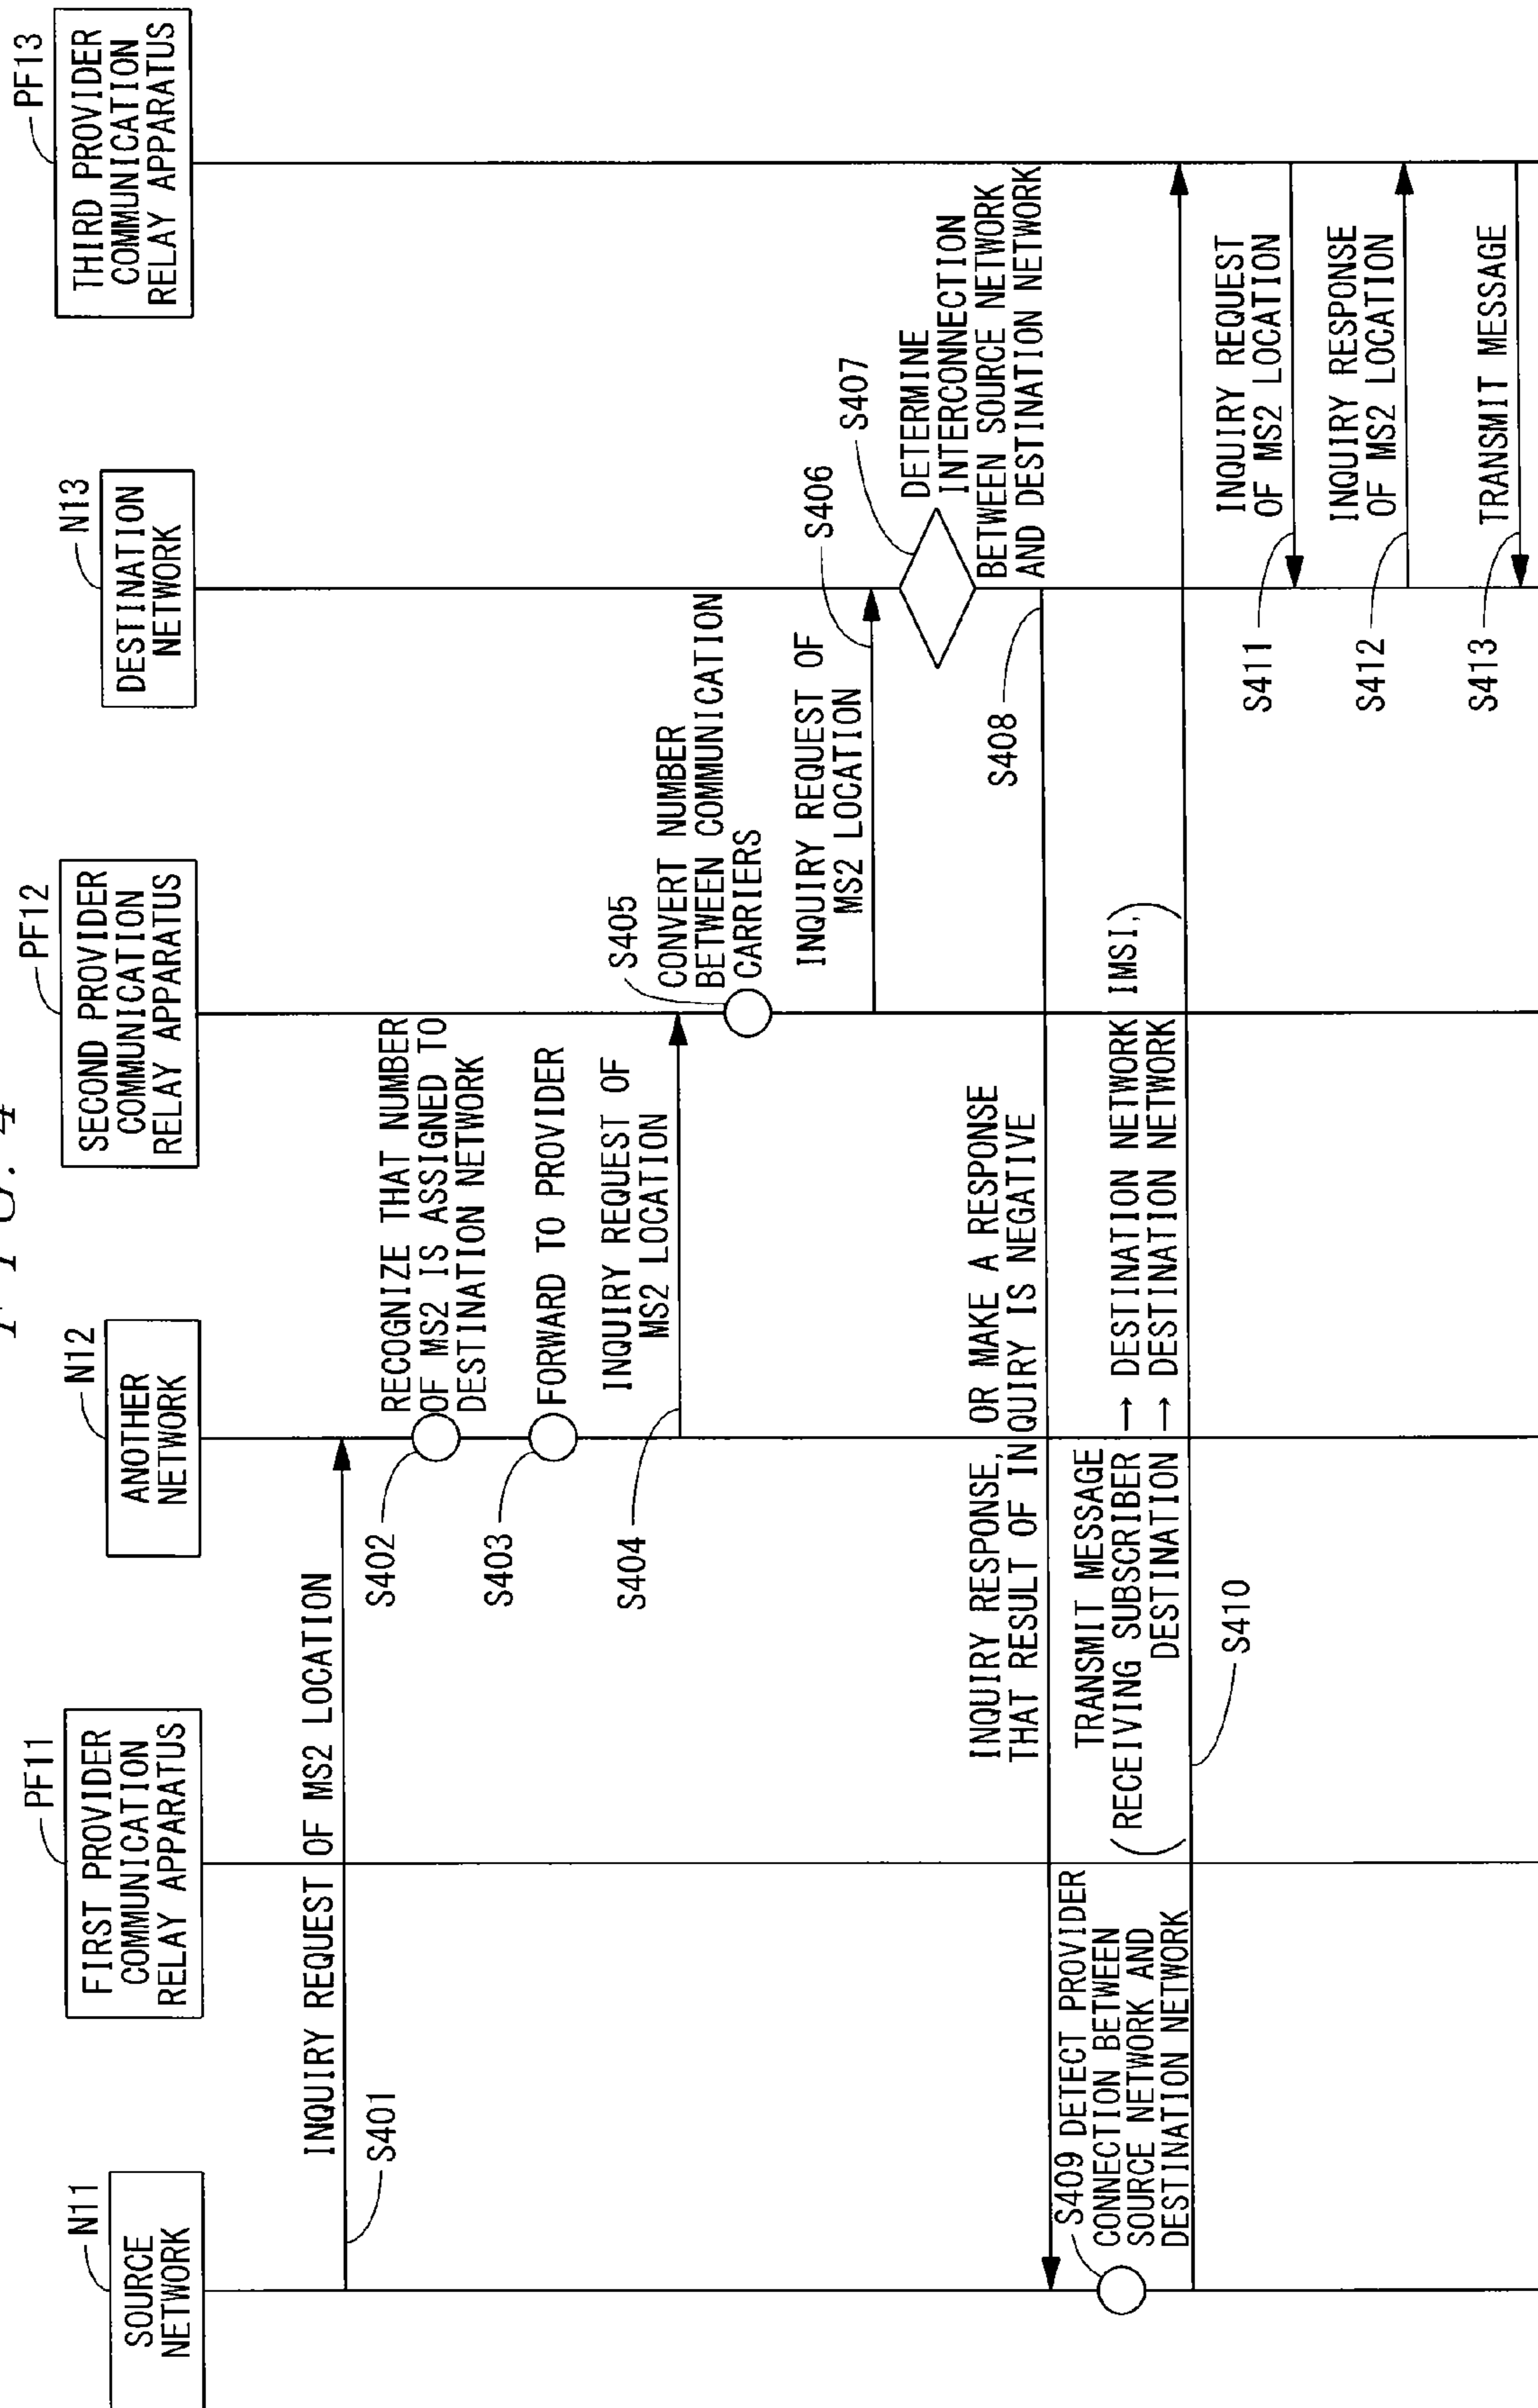 FIG. 4
N11
SOURCE
NETWORK
PF11
FIRST PROVIDER
COMMUNICATION
RELAY APPARATUS
N12
ANOTHER
NETWORK
PF12
SECOND PROVIDER
COMMUNICATION
RELAY APPARATUS
N13
DESTINATION
NETWORK
PF13
THIRD PROVIDER
COMMUNICATION
RELAY APPARATUS
INQUIRY REQUEST OF MS2 LOCATION
S401
RECOGNIZE THAT NUMBER
OF MS2 IS ASSIGNED TO
DESTINATION NETWORK
S402
FORWARD TO PROVIDER
S403
INQUIRY REQUEST OF
MS2 LOCATION
S404
S405
CONVERT NUMBER
BETWEEN COMMUNICATION
CARRIERS
INQUIRY REQUEST OF
MS2 LOCATION
S406
S407
DETERMINE
INTERCONNECTION
BETWEEN SOURCE NETWORK
AND DESTINATION NETWORK
S408
INQUIRY RESPONSE, OR MAKE A RESPONSE
THAT RESULT OF INQUIRY IS NEGATIVE
S409 DETECT PROVIDER
CONNECTION BETWEEN
SOURCE NETWORK AND
DESTINATION NETWORK
TRANSMIT MESSAGE
(RECEIVING SUBSCRIBER → DESTINATION NETWORK IMSI,
DESTINATION → DESTINATION NETWORK)
S410
INQUIRY REQUEST
OF MS2 LOCATION
S411
INQUIRY RESPONSE
OF MS2 LOCATION
S412
TRANSMIT MESSAGE
S413